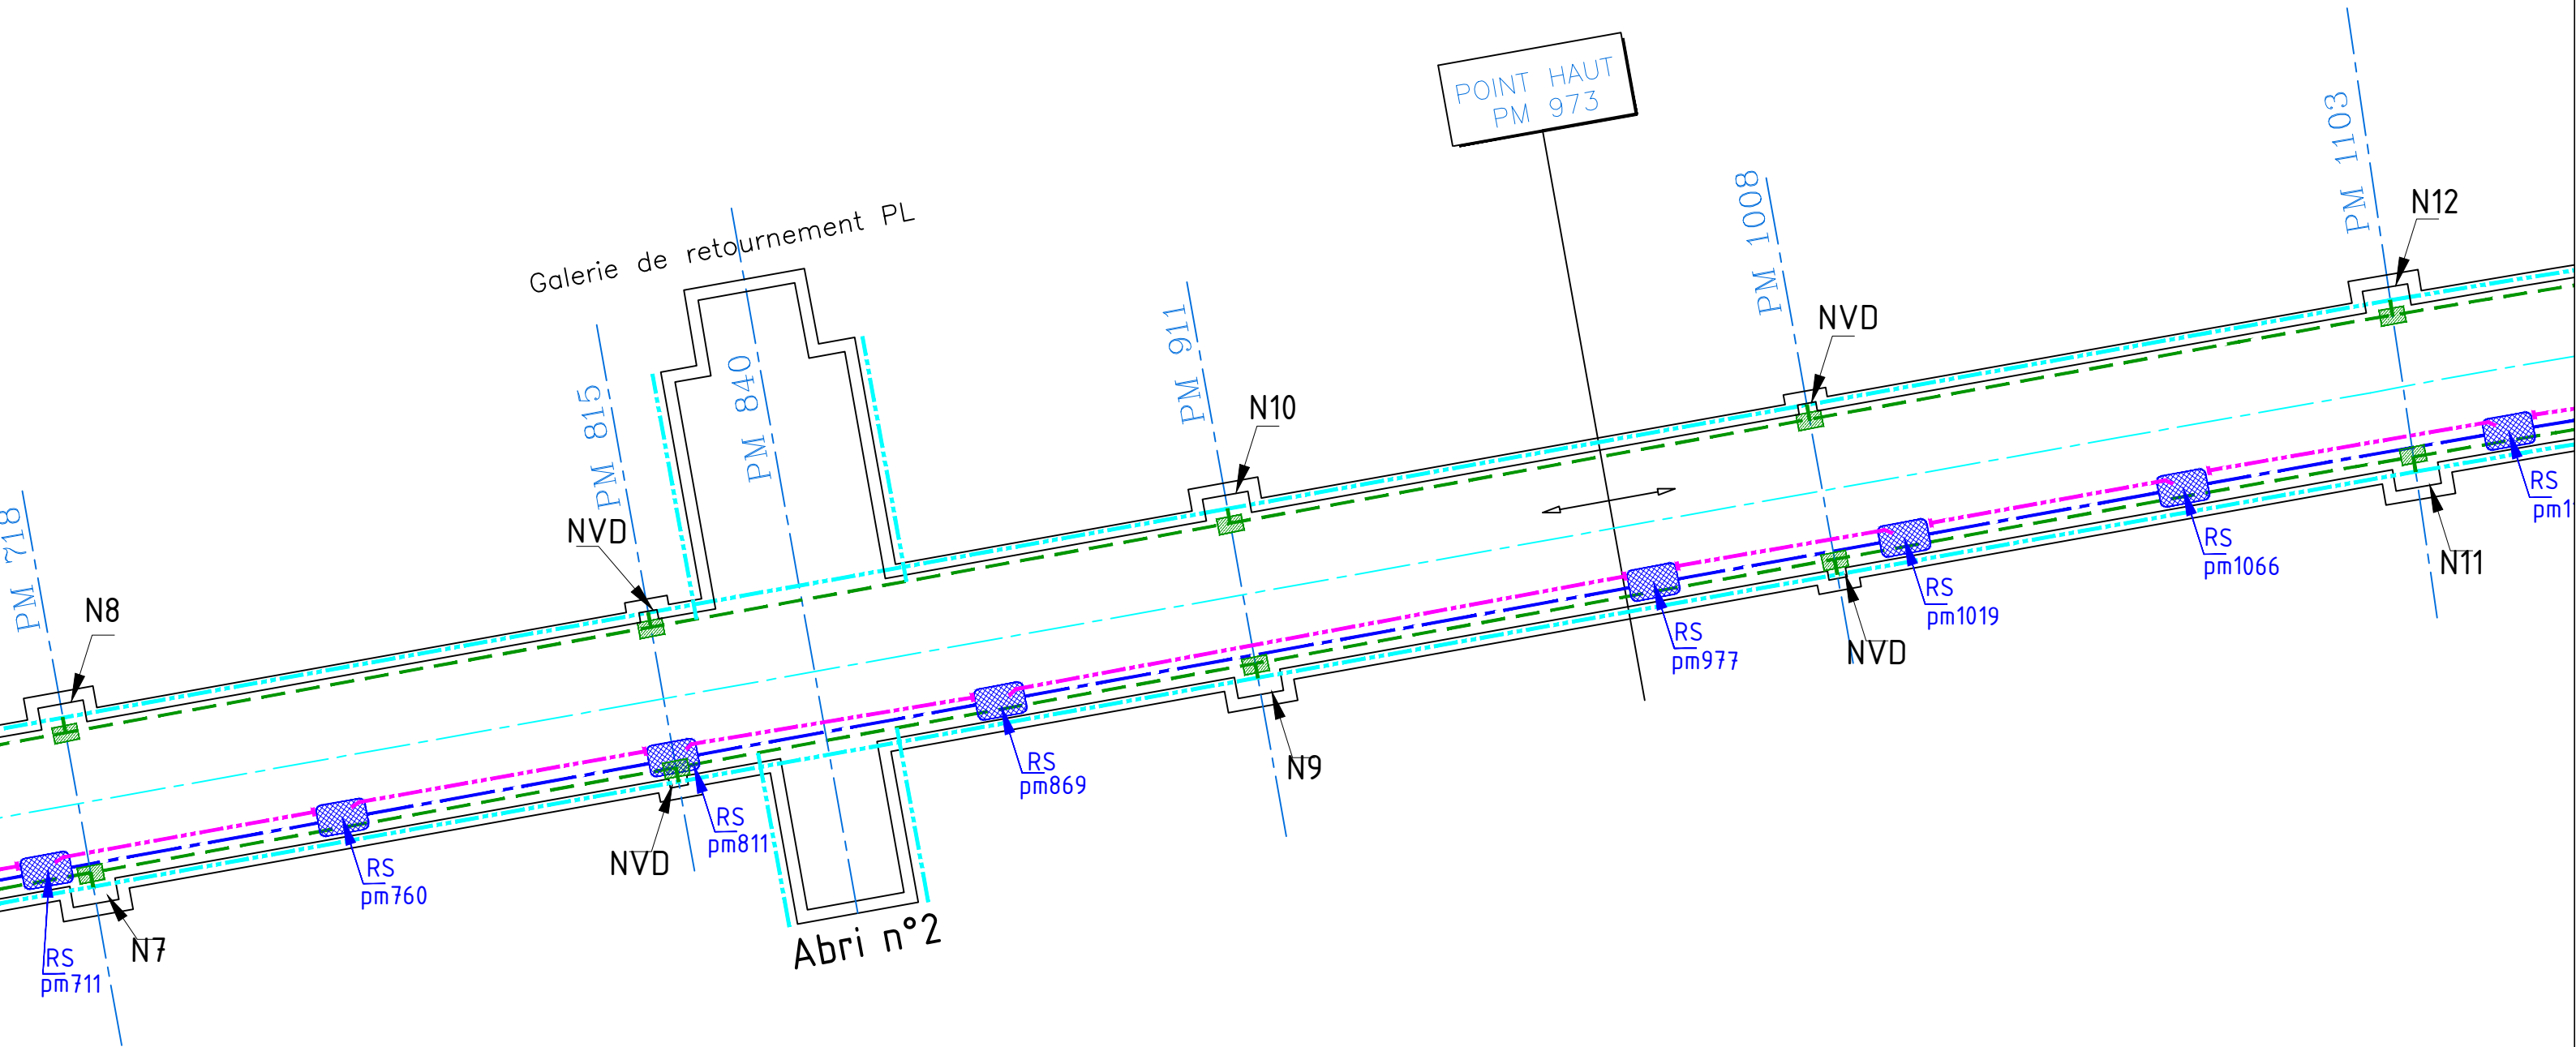 POINT HAUT
PM 973
PM 1103
PM 1008
N12
Galerie de retournement PL
NVD
PM 911
PM 840
PM 815
N10
PM 718
NVD
N8
RS
RS
pm1066
N11
RS
pm1019
NVD
RS
pm977
N9
RS
pm869
RS
pm811
NVD
RS
pm760
Abri n°2
N7
RS
pm711